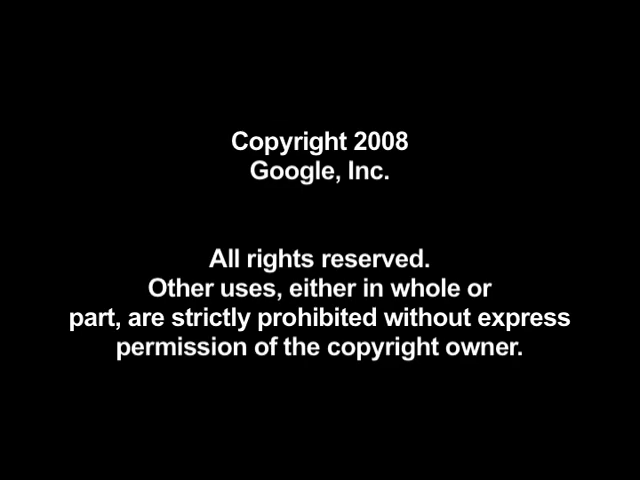 Copyright 2008
Google, Inc.
All rights reserved.
Other uses, either in whole or
part, are strictly prohibited without express
permission of the copyright owner.